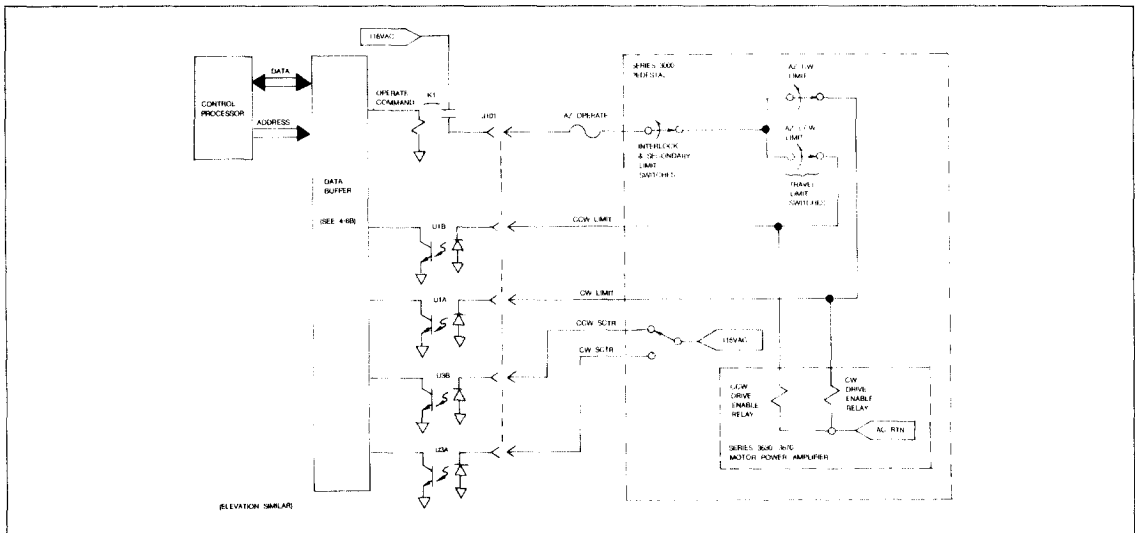 115VAC
CONTROL
PROCESSOR
DATA
ADDRESS
OPERATE
COMMAND
K1
J101
AZ OPERATE
SERIES 3000
PEDESTAL
AZ CW
LIMIT
AZ CCW
LIMIT
INTERLOCK
& SECONDARY
LIMIT
SWITCHES
TRAVEL
LIMIT
SWITCHES
DATA
BUFFER
(SEE 4-6B)
U1B
CCW LIMIT
U1A
CW LIMIT
CCW SCTR
CW SCTR
115VAC
U3B
U3A
CCW
DRIVE
ENABLE
RELAY
CW
DRIVE
ENABLE
RELAY
AC RTN
SERIES
MOTOR POWER AMPLIFIER
(ELEVATION SIMILAR)